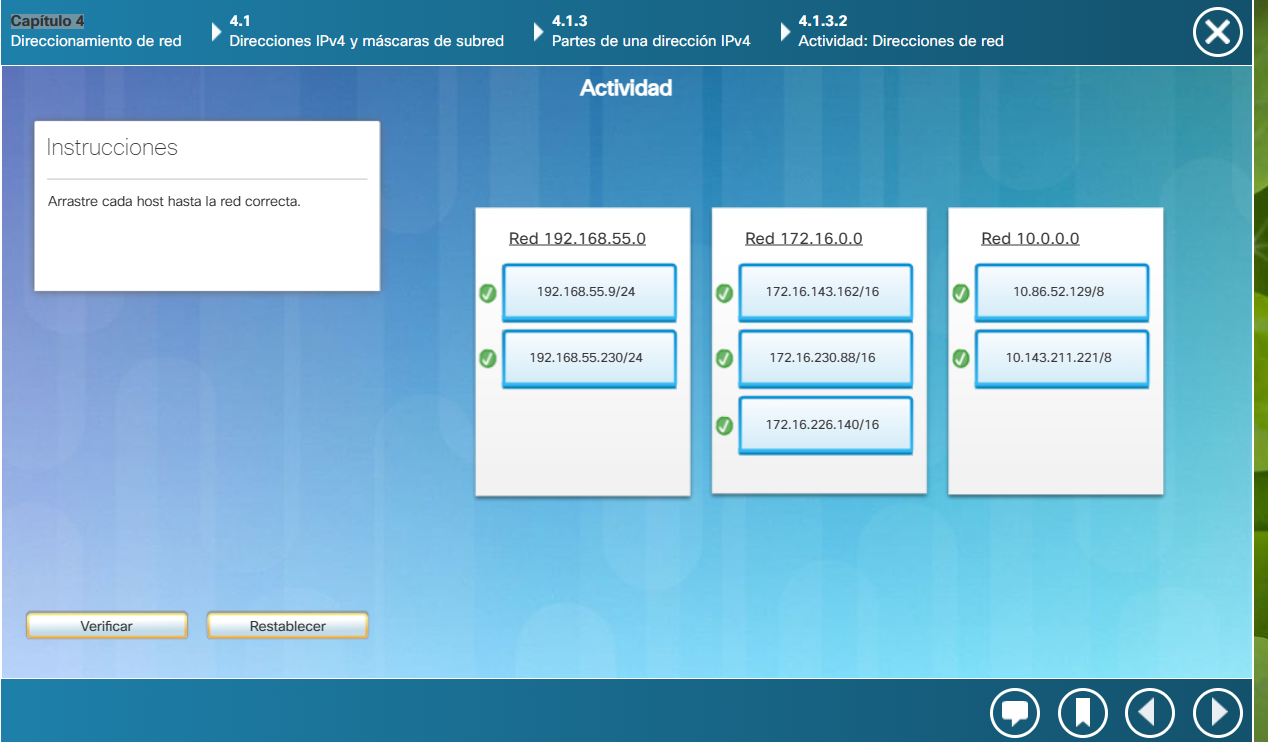 Capítulo 4
Direccionamiento de red
4.1
Direcciones IPv4 y máscaras de subred
4.1.3
Partes de una dirección IPv4
4.1.3.2
Actividad: Direcciones de red
Actividad
Instrucciones
Arrastre cada host hasta la red correcta.
Red 192.168.55.0
192.168.55.9/24
192.168.55.230/24
Red 172.16.0.0
172.16.143.162/16
172.16.230.88/16
172.16.226.140/16
Red 10.0.0.0
10.86.52.129/8
10.143.211.221/8
Verificar
Restablecer